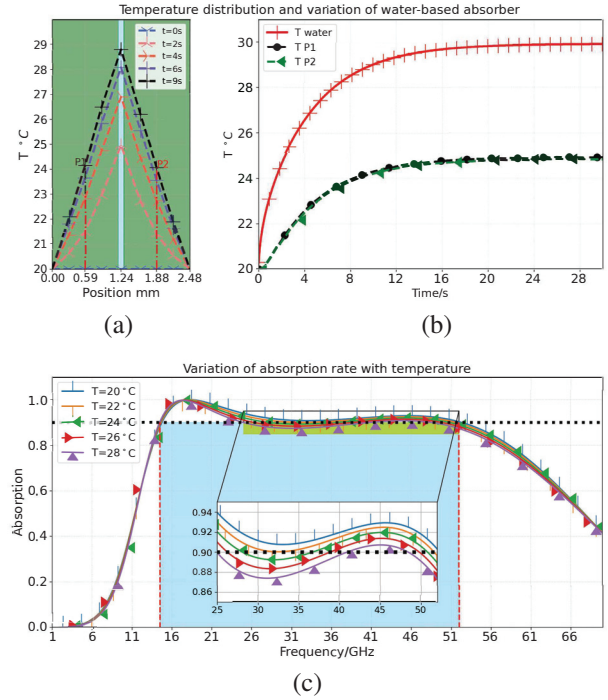 Temperature distribution and variation of water-based absorber
29
28
27
26
25
24
23
22
21
20
T °C
t=0s
t=2s
t=4s
t=6s
t=9s
P1
P2
0.00 0.59 1.24 1.88 2.48
Position mm
(a)
30
28
26
24
22
20
T °C
T water
T P1
T P2
0 4 8 12 16 20 24 28
Time/s
(b)
Variation of absorption rate with temperature
1.0
0.8
0.6
0.4
0.2
0.0
Absorption
T=20°C
T=22°C
T=24°C
T=26°C
T=28°C
0.94
0.92
0.90
0.88
0.86
25 30 35 40 45 50
1 6 11 16 21 26 31 36 41 46 51 56 61 66
Frequency/GHz
(c)